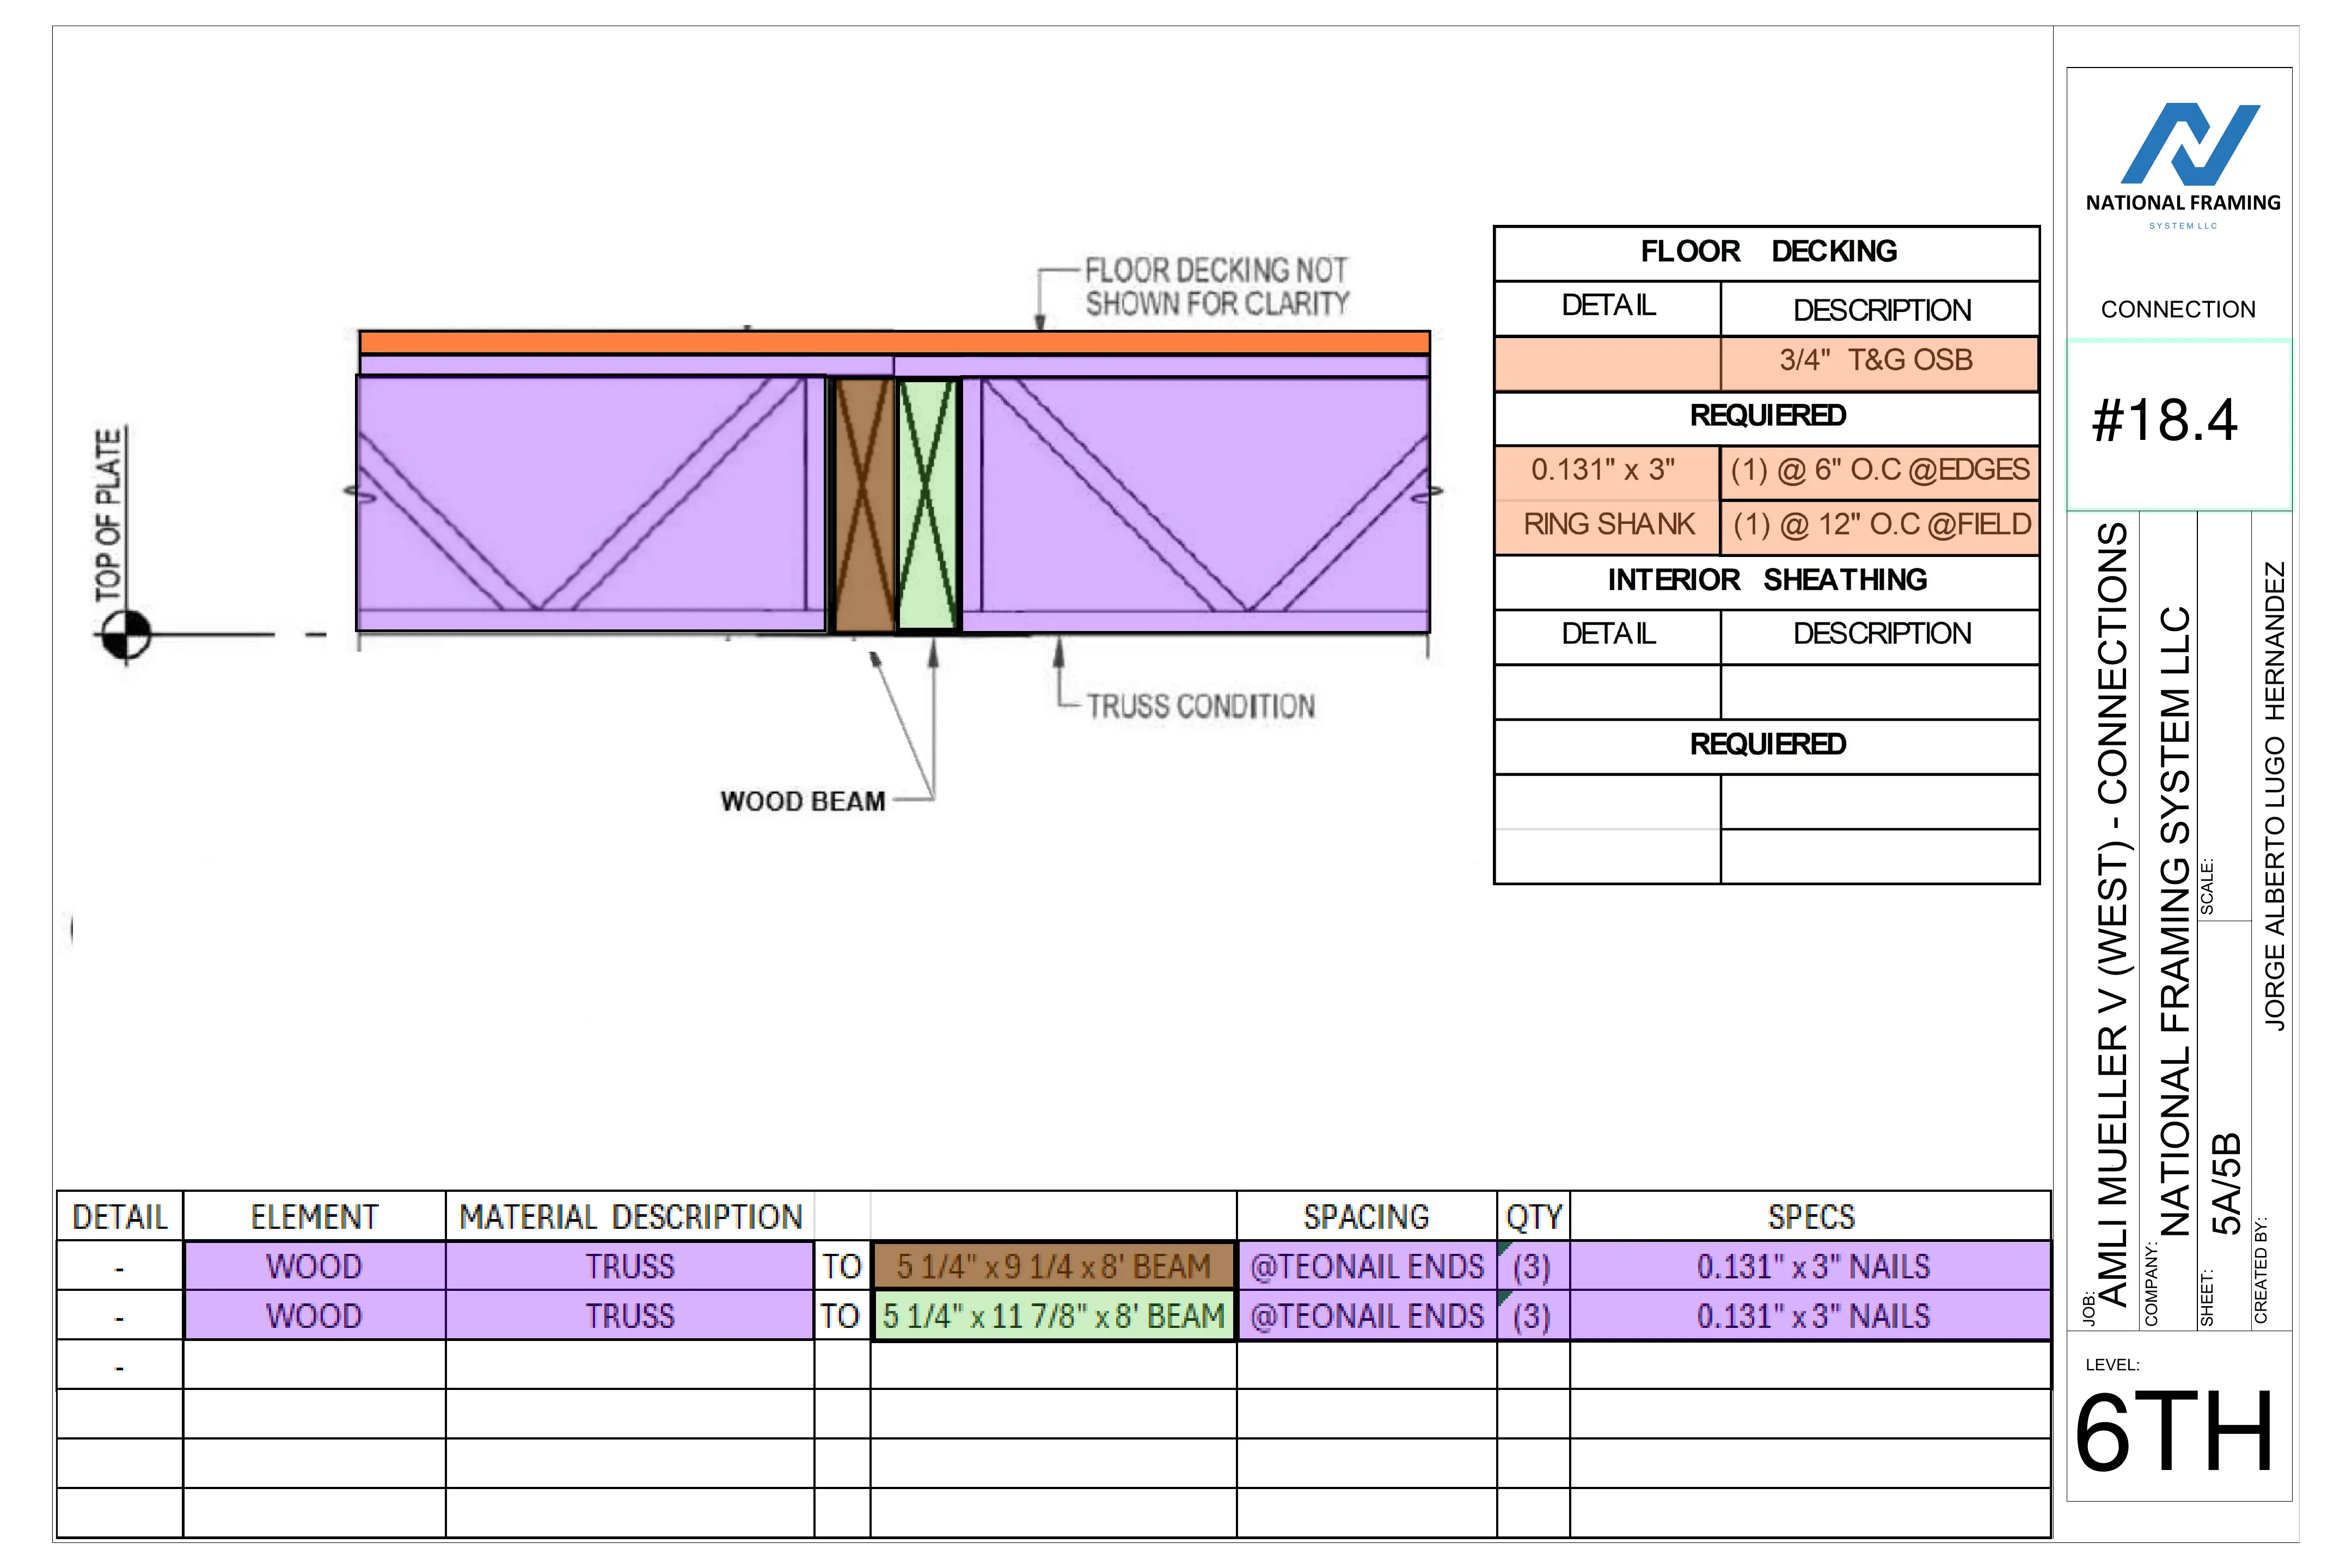 FLOOR DECKING NOT
SHOWN FOR CLARITY
TOP OF PLATE
TRUSS CONDITION
WOOD BEAM
FLOOR DECKING
DETAIL DESCRIPTION
3/4" T&G OSB
REQUIERED
0.131" x 3" (1) @ 6" O.C @EDGES
RING SHANK (1) @ 12" O.C @FIELD
INTERIOR SHEATHING
DETAIL DESCRIPTION
REQUIERED
DETAIL ELEMENT MATERIAL DESCRIPTION SPACING QTY SPECS
- WOOD TRUSS TO 5 1/4" x 9 1/4 x 8' BEAM @TEONAIL ENDS (3) 0.131" x 3" NAILS
- WOOD TRUSS TO 5 1/4" x 11 7/8" x 8' BEAM @TEONAIL ENDS (3) 0.131" x 3" NAILS
-
NATIONAL FRAMING
SYSTEM LLC
CONNECTION
#18.4
JOB: AMLI MUELLER V (WEST) - CONNECTIONS
COMPANY: NATIONAL FRAMING SYSTEM LLC
SHEET: 5A/5B SCALE:
CREATED BY: JORGE ALBERTO LUGO HERNANDEZ
LEVEL:
6TH